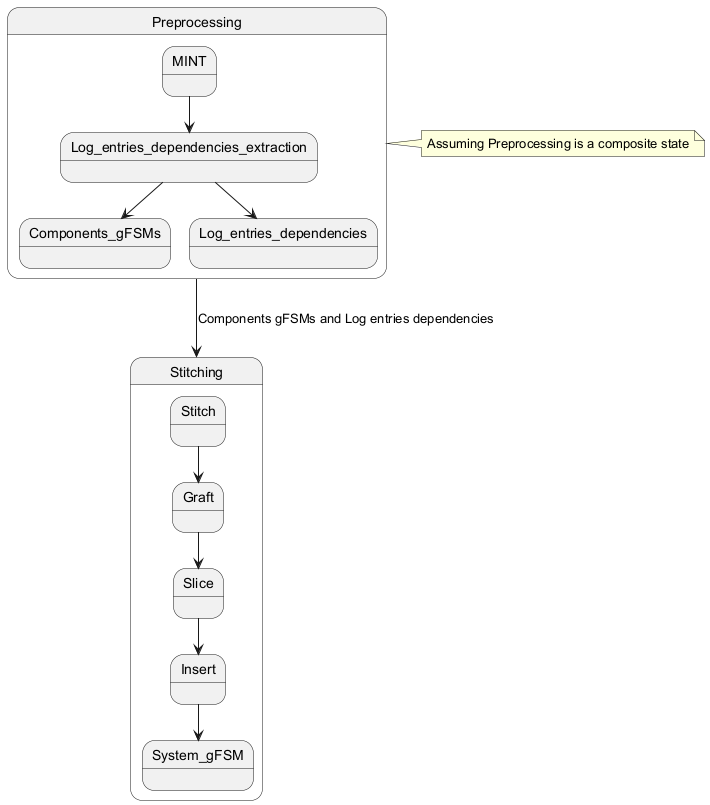 Preprocessing
MINT
Log_entries_dependencies_extraction
Assuming Preprocessing is a composite state
Components_gFSMs
Log_entries_dependencies
Components gFSMs and Log entries dependencies
Stitching
Stitch
Graft
Slice
Insert
System_gFSM